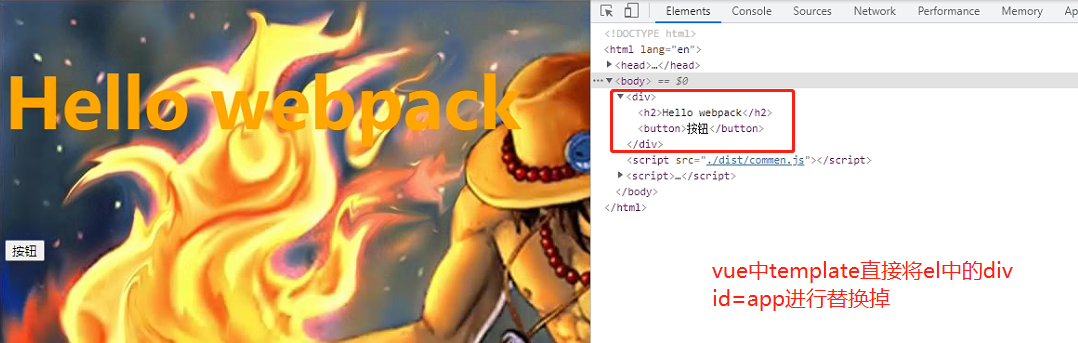 Hello webpack
按钮
Elements Console Sources Network Performance Memory
<!DOCTYPE html>
<html lang="en">
<head>…</head>
<body> == $0
<div>
<h2>Hello webpack</h2>
<button>按钮</button>
</div>
<script src="./dist/commen.js"></script>
<script>…</script>
</body>
</html>
vue中template直接将el中的div
id=app进行替换掉